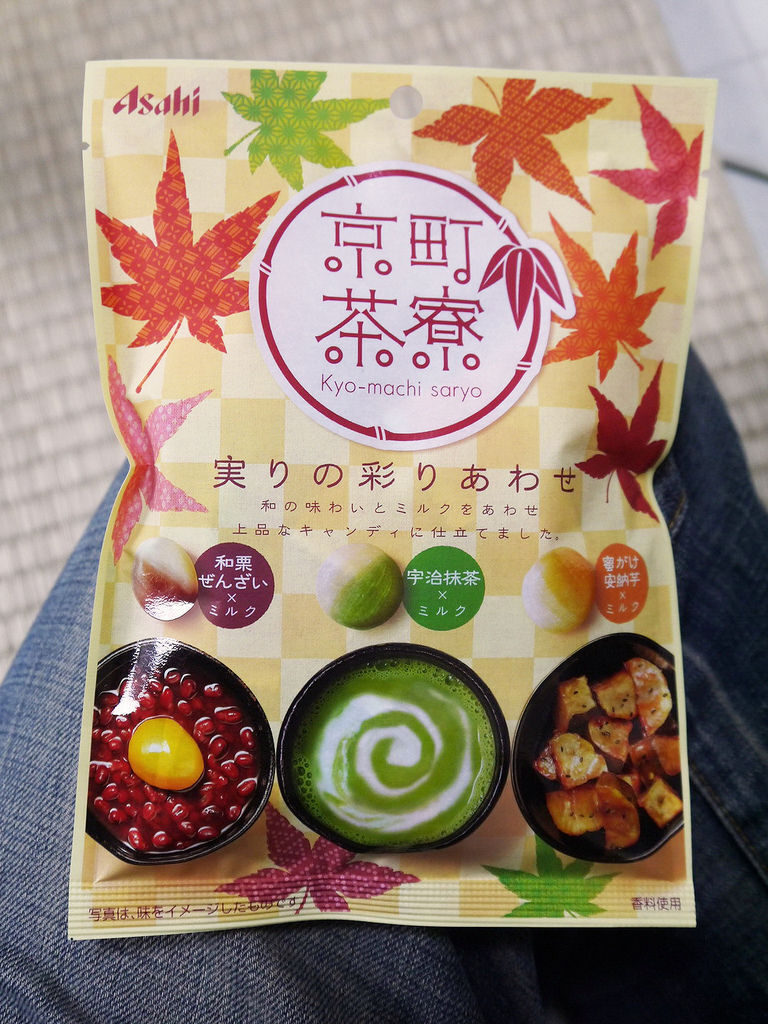 Asahi
京町
茶寮
Kyo-machi saryo
実りの彩りあわせ
和の味わいとミルクをあわせ
上品なキャンディに仕立てました。
和栗
ぜんざい
×
ミルク
宇治抹茶
×
ミルク
蜜がけ
安納芋
×
ミルク
写真は、味をイメージしたものです
香料使用